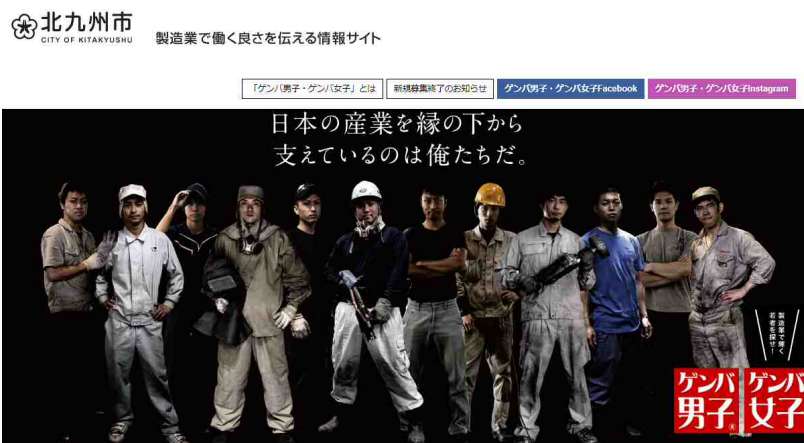 北九州市
CITY OF KITAKYUSHU
製造業で働く良さを伝える情報サイト
「ゲンバ男子・ゲンバ女子」とは
新規募集終了のお知らせ
ゲンバ男子・ゲンバ女子Facebook
ゲンバ男子・ゲンバ女子Instagram
日本の産業を縁の下から
支えているのは俺たちだ。
製造業で輝く
若者を探せ!
ゲンバ
男子®
ゲンバ
女子